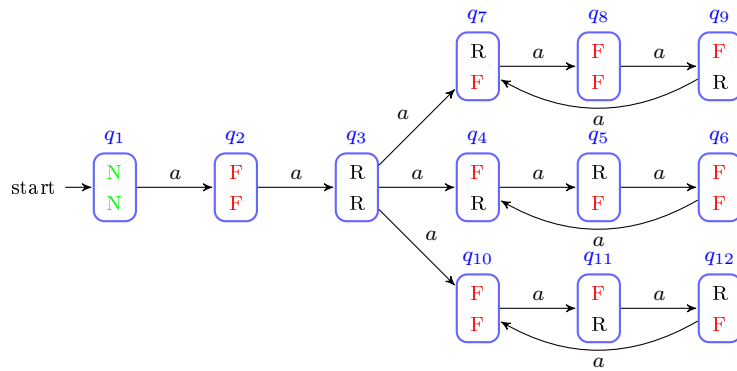 q7 q8 q9
R F F
a a
F F R
a
a
q1 q2 q3 q4 q5 q6
N F R F R F
start a a a a a
N F R R F F
a
a
q10 q11 q12
F F R
a a
F R F
a